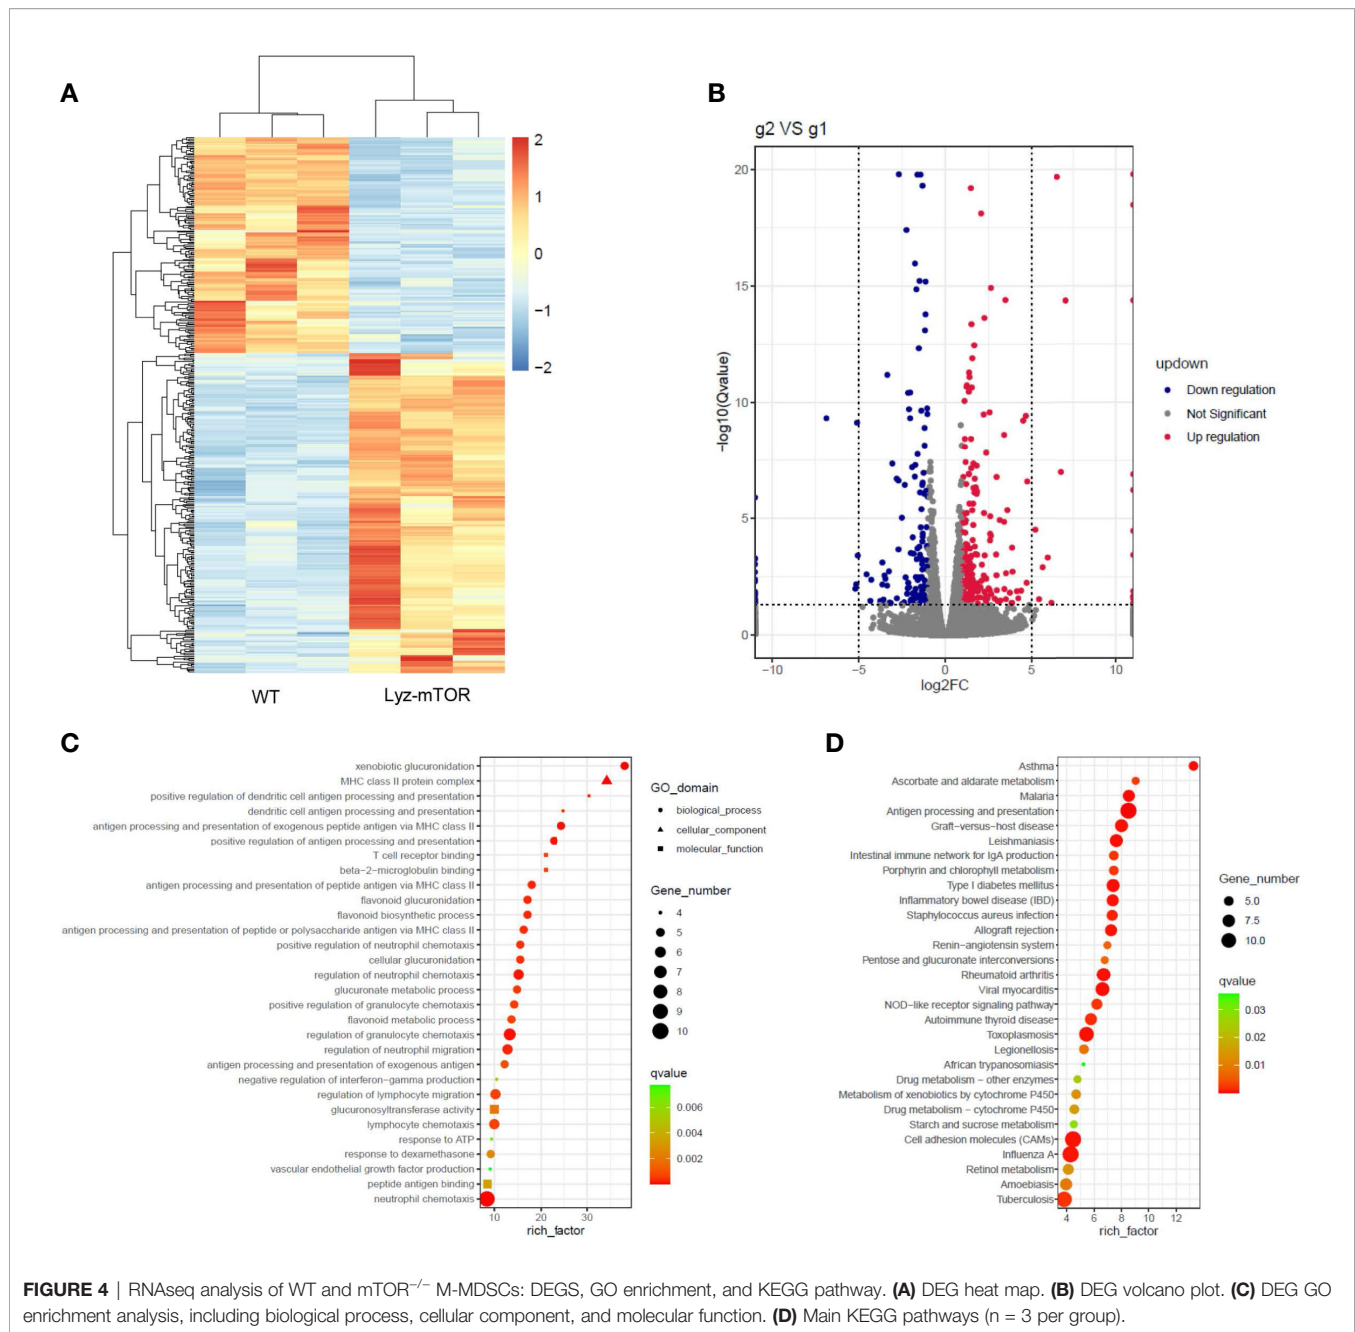 A
2
1
0
−1
−2
WT
Lyz-mTOR
B
g2 VS g1
20
15
10
5
0
-log10(Qvalue)
−10
−5
0
5
10
log2FC
updown
Down regulation
Not Significant
Up regulation
C
xenobiotic glucuronidation
MHC class II protein complex
positive regulation of dendritic cell antigen processing and presentation
dendritic cell antigen processing and presentation
antigen processing and presentation of exogenous peptide antigen via MHC class II
positive regulation of antigen processing and presentation
T cell receptor binding
beta−2−microglobulin binding
antigen processing and presentation of peptide antigen via MHC class II
flavonoid glucuronidation
flavonoid biosynthetic process
antigen processing and presentation of peptide or polysaccharide antigen via MHC class II
positive regulation of neutrophil chemotaxis
cellular glucuronidation
regulation of neutrophil chemotaxis
glucuronate metabolic process
positive regulation of granulocyte chemotaxis
flavonoid metabolic process
regulation of granulocyte chemotaxis
regulation of neutrophil migration
antigen processing and presentation of exogenous antigen
negative regulation of interferon−gamma production
regulation of lymphocyte migration
glucuronosyltransferase activity
lymphocyte chemotaxis
response to ATP
response to dexamethasone
vascular endothelial growth factor production
peptide antigen binding
neutrophil chemotaxis
10
20
30
rich_factor
GO_domain
biological_process
cellular_component
molecular_function
Gene_number
4
5
6
7
8
9
10
qvalue
0.006
0.004
0.002
D
Asthma
Ascorbate and aldarate metabolism
Malaria
Antigen processing and presentation
Graft−versus−host disease
Leishmaniasis
Intestinal immune network for IgA production
Porphyrin and chlorophyll metabolism
Type I diabetes mellitus
Inflammatory bowel disease (IBD)
Staphylococcus aureus infection
Allograft rejection
Renin−angiotensin system
Pentose and glucuronate interconversions
Rheumatoid arthritis
Viral myocarditis
NOD−like receptor signaling pathway
Autoimmune thyroid disease
Toxoplasmosis
Legionellosis
African trypanosomiasis
Drug metabolism − other enzymes
Metabolism of xenobiotics by cytochrome P450
Drug metabolism − cytochrome P450
Starch and sucrose metabolism
Cell adhesion molecules (CAMs)
Influenza A
Retinol metabolism
Amoebiasis
Tuberculosis
4
6
8
10
12
rich_factor
Gene_number
5.0
7.5
10.0
qvalue
0.03
0.02
0.01
FIGURE 4 | RNAseq analysis of WT and mTOR−/− M-MDSCs: DEGS, GO enrichment, and KEGG pathway. (A) DEG heat map. (B) DEG volcano plot. (C) DEG GO
enrichment analysis, including biological process, cellular component, and molecular function. (D) Main KEGG pathways (n = 3 per group).